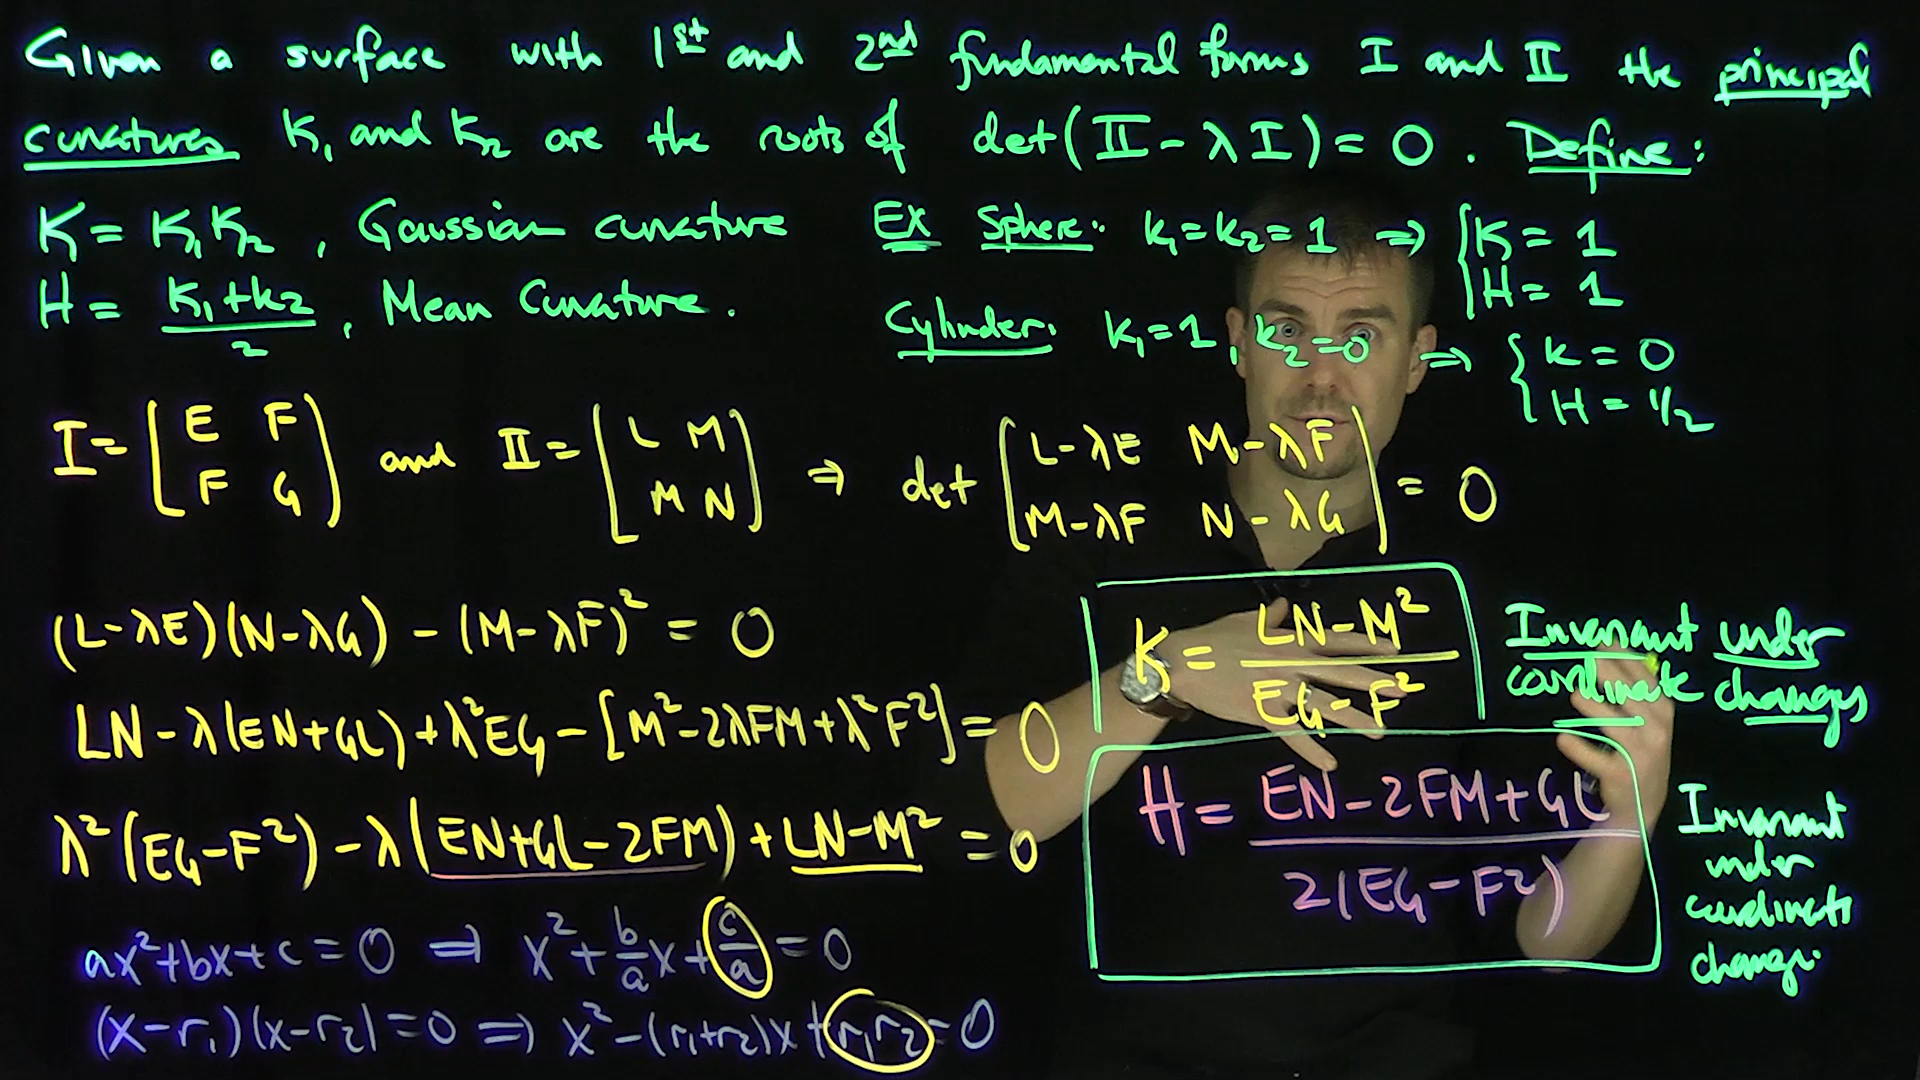 Given a surface with 1st and 2nd fundamental forms I and II the principal
curvatures K₁ and K₂ are the roots of det(II - λI) = 0. Define:
K = K₁K₂, Gaussian curvature
H = (K₁+k₂)/2, Mean Curvature.
EX Sphere: k₁=k₂=1 ⇒ { K = 1
H = 1
Cylinder: k₁=1, k₂=0 ⇒ { k = 0
H = 1/2
I = [E F; F G] and II = [L M; M N] ⇒ det [L-λE M-λF; M-λF N-λG] = 0
(L-λE)(N-λG) - (M-λF)² = 0
LN - λ(EN+GL) + λ²EG - [M²-2λFM+λ²F²] = 0
λ²(EG-F²) - λ(EN+GL-2FM) + LN-M² = 0
ax²+bx+c = 0 ⇒ x² + b/a x + c/a = 0
(x-r₁)(x-r₂) = 0 ⇒ x² - (r₁+r₂)x + r₁r₂ = 0
K = (LN-M²)/(EG-F²)
Invariant under
coordinate changes
H = (EN-2FM+GL)/(2(EG-F2))
Invariant
under
coordinate
change.